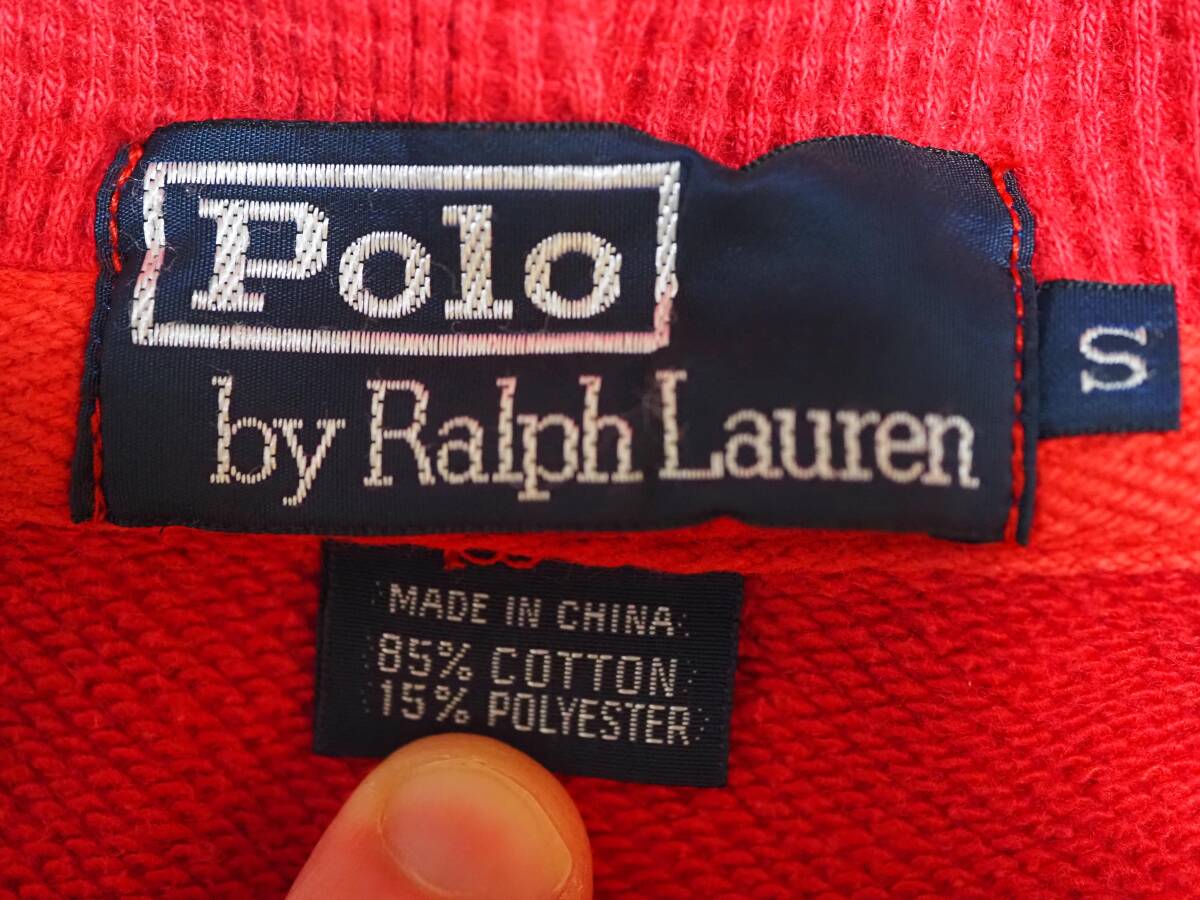 Polo
by Ralph Lauren
S
MADE IN CHINA
85% COTTON
15% POLYESTER